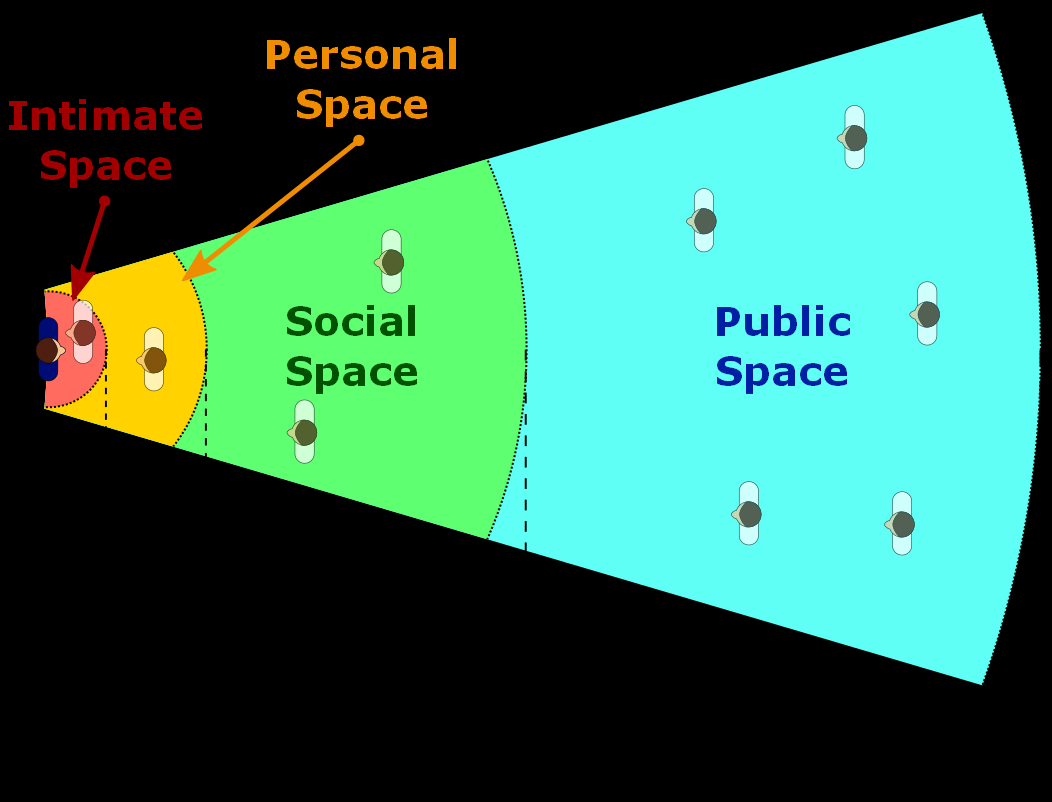 Personal
Space
Intimate
Space
Social
Space
Public
Space